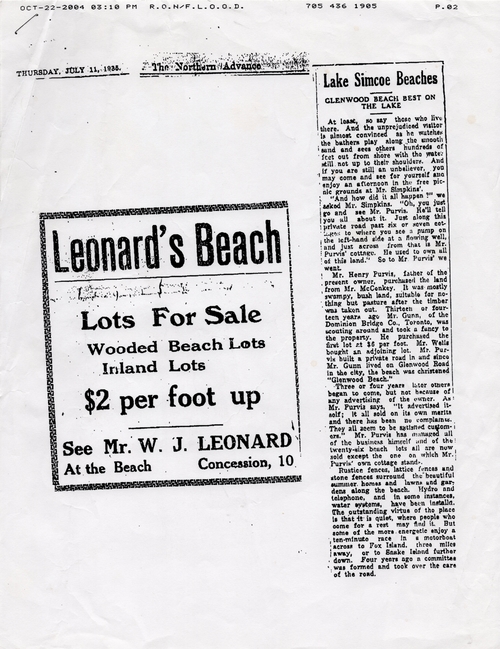 OCT-22-2004 03:10 PM R.O.N/F.L.O.O.D. 705 436 1905 P.02
THURSDAY, JULY 11, 1935.
The Northern Advance
Leonard's Beach
Lots For Sale
Wooded Beach Lots
Inland Lots
$2 per foot up
See Mr. W. J. LEONARD
At the Beach Concession, 10
Lake Simcoe Beaches
GLENWOOD BEACH BEST ON
THE LAKE
At least, so say those who live
there. And the unprejudiced visitor
is almost convinced as he watches
the bathers play along the smooth
sand and sees others hundreds of
feet out from shore with the water
still not up to their shoulders. And
if you are still an unbeliever, you
may come and see for yourself and
enjoy an afternoon in the free pic-
nic grounds at Mr. Simpkins'.
"And how did it all happen?" we
asked Mr. Simpkins. "Oh, you just
go and see Mr. Purvis. He'll tell
you all about it. Just along this
private road past six or seven cot-
tages to where you see a pump on
the left-hand side at a flowing well,
and just across from that is Mr.
Purvis' cottage. He used to own all
of this land." So to Mr. Purvis' we
went.
Mr. Henry Purvis, father of the
present owner, purchased the land
from Mr. McConkey. It was mostly
swampy, bush land, suitable for no-
thing but pasture after the timber
was taken out. Thirteen or four-
teen years ago Mr. Gunn, of the
Dominion Bridge Co., Toronto, was
scouting around and took a fancy to
the property. He purchased the
first lot at $6 per foot. Mr. Wells
bought an adjoining lot. Mr. Pur-
vis built a private road in and since
Mr. Gunn lived on Glenwood Road
in the city, the beach was christened
"Glenwood Beach."
Three or four years later others
began to come, but not because of
any advertising of the owner. As
Mr. Purvis says, "It advertised it-
self; it all sold on its own merits
and there has been no complaints.
They all seem to be satisfied custom-
ers." Mr. Purvis has managed all
of the business himself and of the
twenty-six beach lots all are now
sold except the one on which Mr.
Purvis' own cottage stands.
Rustice fences, lattice fences and
stone fences surround the beautiful
summer homes and lawns and gar-
dens along the beach. Hydro and
telephone, and in some instances,
water systems, have been installed.
The outstanding virtue of the place
is that it is quiet, where people who
come for a rest may find it. But
some of the more energetic enjoy a
ten-minute race in a motorboat
across to Fox Island, three miles
away, or to Snake Island further
down. Four years ago a committee
was formed and took over the care
of the road.